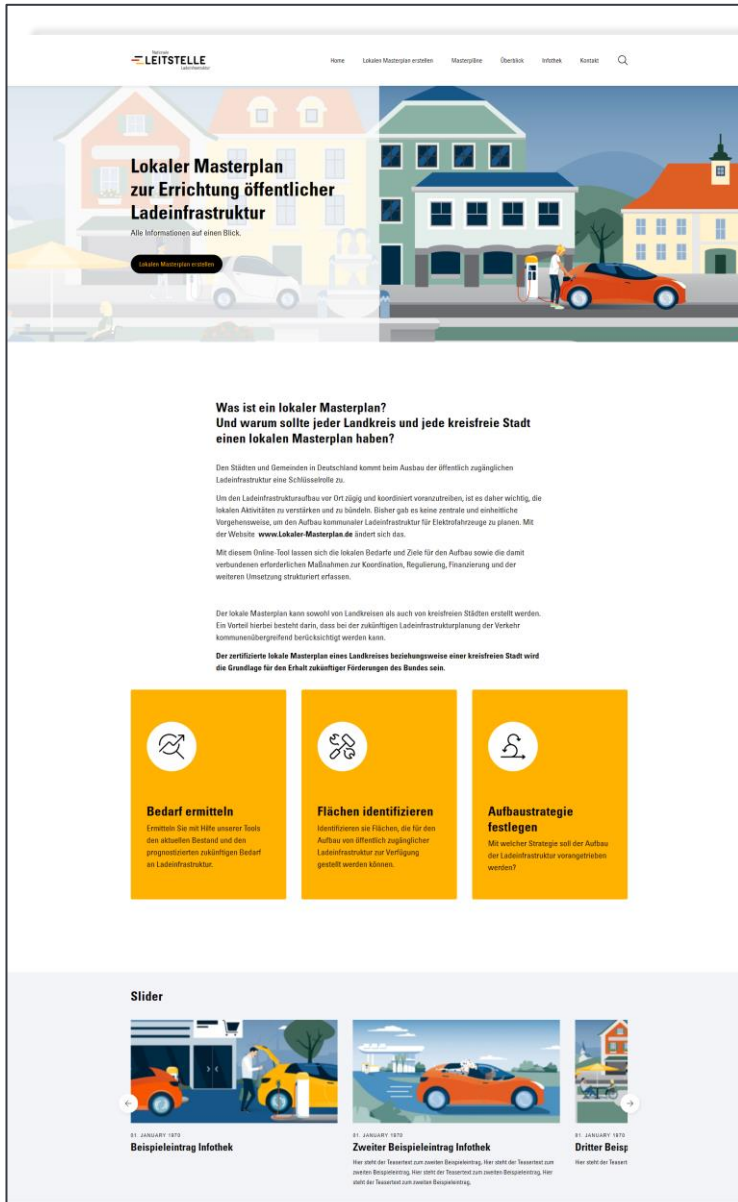 Nationale
LEITSTELLE
Ladeinfrastruktur
Home Lokalen Masterplan erstellen Masterpläne Überblick Infothek Kontakt
Lokaler Masterplan
zur Errichtung öffentlicher
Ladeinfrastruktur
Alle Informationen auf einen Blick.
Lokalen Masterplan erstellen
Was ist ein lokaler Masterplan?
Und warum sollte jeder Landkreis und jede kreisfreie Stadt
einen lokalen Masterplan haben?
Den Städten und Gemeinden in Deutschland kommt beim Ausbau der öffentlich zugänglichen
Ladeinfrastruktur eine Schlüsselrolle zu.
Um den Ladeinfrastrukturaufbau vor Ort zügig und koordiniert voranzutreiben, ist es daher wichtig, die
lokalen Aktivitäten zu verstärken und zu bündeln. Bisher gab es keine zentrale und einheitliche
Vorgehensweise, um den Aufbau kommunaler Ladeinfrastruktur für Elektrofahrzeuge zu planen. Mit
der Website www.Lokaler-Masterplan.de ändert sich das.
Mit diesem Online-Tool lassen sich die lokalen Bedarfe und Ziele für den Aufbau sowie die damit
verbundenen erforderlichen Maßnahmen zur Koordination, Regulierung, Finanzierung und der
weiteren Umsetzung strukturiert erfassen.
Der lokale Masterplan kann sowohl von Landkreisen als auch von kreisfreien Städten erstellt werden.
Ein Vorteil hierbei besteht darin, dass bei der zukünftigen Ladeinfrastrukturplanung der Verkehr
kommunenübergreifend berücksichtigt werden kann.
Der zertifizierte lokale Masterplan eines Landkreises beziehungsweise einer kreisfreien Stadt wird
die Grundlage für den Erhalt zukünftiger Förderungen des Bundes sein.
Bedarf ermitteln
Ermitteln Sie mit Hilfe unserer Tools
den aktuellen Bestand und den
prognostizierten zukünftigen Bedarf
an Ladeinfrastruktur.
Flächen identifizieren
Identifizieren sie Flächen, die für den
Aufbau von öffentlich zugänglicher
Ladeinfrastruktur zur Verfügung
gestellt werden können.
Aufbaustrategie
festlegen
Mit welcher Strategie soll der Aufbau
der Ladeinfrastruktur vorangetrieben
werden?
Slider
01. JANUARY 1970
Beispieleintrag Infothek
01. JANUARY 1970
Zweiter Beispieleintrag Infothek
Hier steht der Teasertext zum zweiten Beispieleintrag. Hier steht der Teasertext zum
zweiten Beispieleintrag. Hier steht der Teasertext zum zweiten Beispieleintrag. Hier
steht der Teasertext zum zweiten Beispieleintrag.
01. JANUARY 1970
Dritter Beisp
Hier steht der Teasert